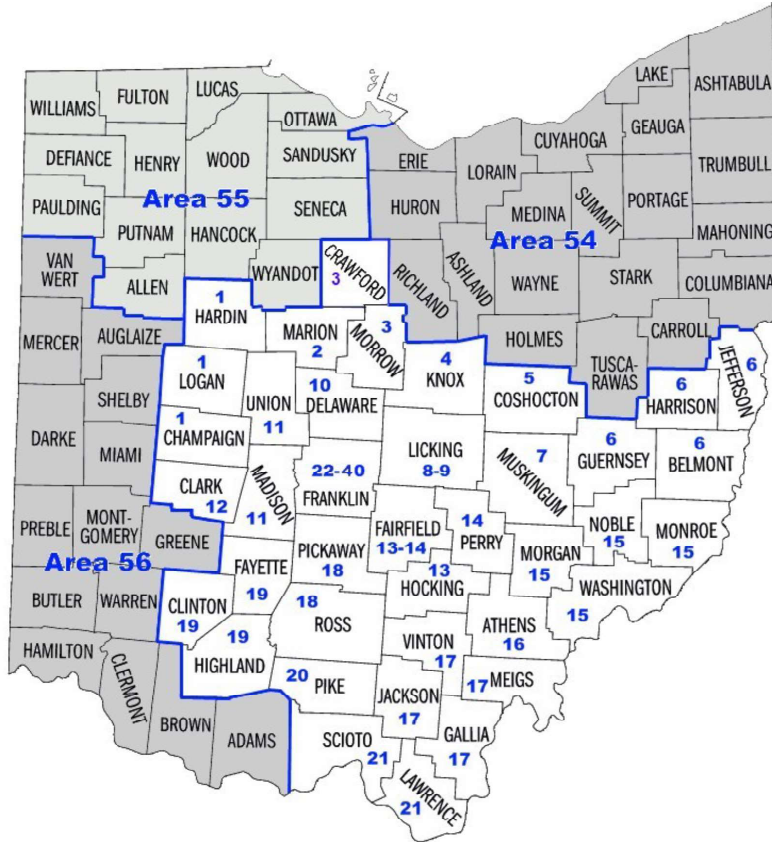 LAKE
ASHTABULA
LUCAS
FULTON
WILLIAMS
OTTAWA
GEAUGA
CUYAHOGA
SANDUSKY
WOOD
DEFIANCE
HENRY
ERIE
LORAIN
TRUMBULL
Area 55
PORTAGE
SUMMIT
SENECA
HURON
PAULDING
MEDINA
PUTNAM
HANCOCK
Area 54
MAHONING
VAN
WERT
WYANDOT
CRAWFORD
3
RICHLAND
ASHLAND
WAYNE
STARK
COLUMBIANA
ALLEN
1
HARDIN
MERCER
AUGLAIZE
MARION
2
3
MORROW
HOLMES
CARROLL
TUSCA-
RAWAS
JEFFERSON
6
1
LOGAN
4
KNOX
5
COSHOCTON
6
HARRISON
SHELBY
UNION
11
10
DELAWARE
1
CHAMPAIGN
DARKE
MIAMI
LICKING
8-9
7
MUSKINGUM
6
GUERNSEY
6
BELMONT
CLARK
12
MADISON
11
22-40
FRANKLIN
PREBLE
MONT-
GOMERY
GREENE
FAIRFIELD
13-14
14
PERRY
NOBLE
15
MONROE
15
Area 56
PICKAWAY
18
MORGAN
15
FAYETTE
19
13
HOCKING
WASHINGTON
15
BUTLER
WARREN
CLINTON
19
18
ROSS
ATHENS
16
HAMILTON
19
HIGHLAND
VINTON
17
CLERMONT
20
PIKE
JACKSON
17
17
MEIGS
BROWN
ADAMS
SCIOTO
21
GALLIA
17
LAWRENCE
21